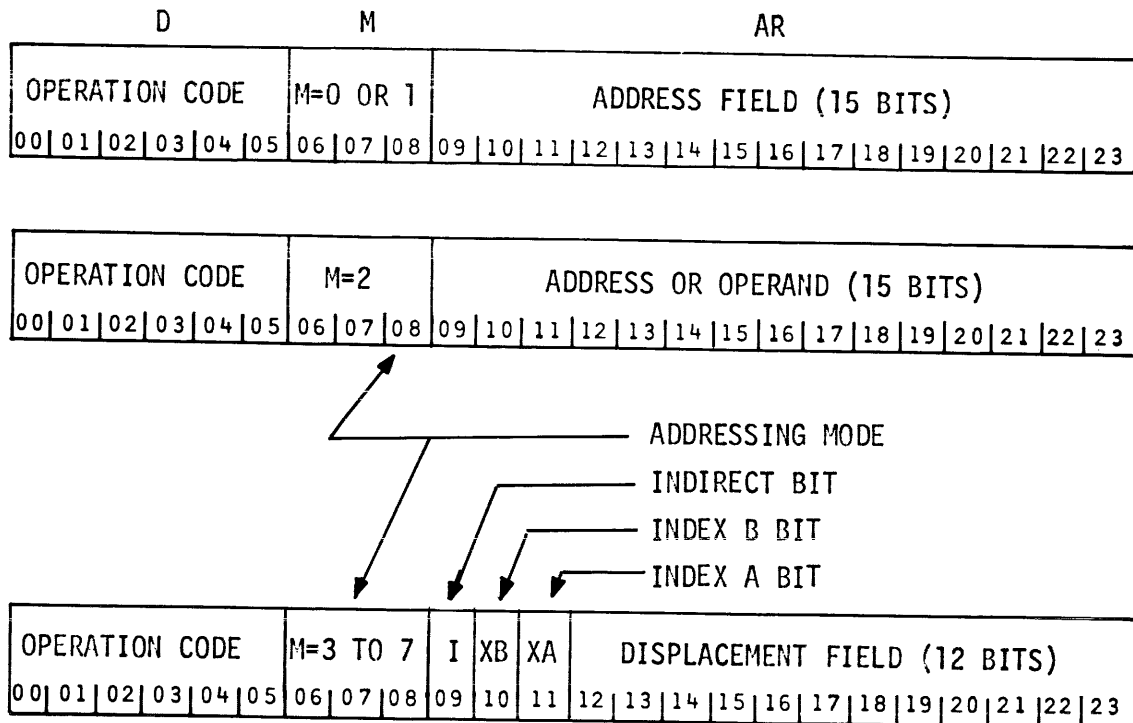 D M AR
OPERATION CODE M=0 OR 1 ADDRESS FIELD (15 BITS)
00 01 02 03 04 05 06 07 08 09 10 11 12 13 14 15 16 17 18 19 20 21 22 23
OPERATION CODE M=2 ADDRESS OR OPERAND (15 BITS)
00 01 02 03 04 05 06 07 08 09 10 11 12 13 14 15 16 17 18 19 20 21 22 23
ADDRESSING MODE
INDIRECT BIT
INDEX B BIT
INDEX A BIT
OPERATION CODE M=3 TO 7 I XB XA DISPLACEMENT FIELD (12 BITS)
00 01 02 03 04 05 06 07 08 09 10 11 12 13 14 15 16 17 18 19 20 21 22 23